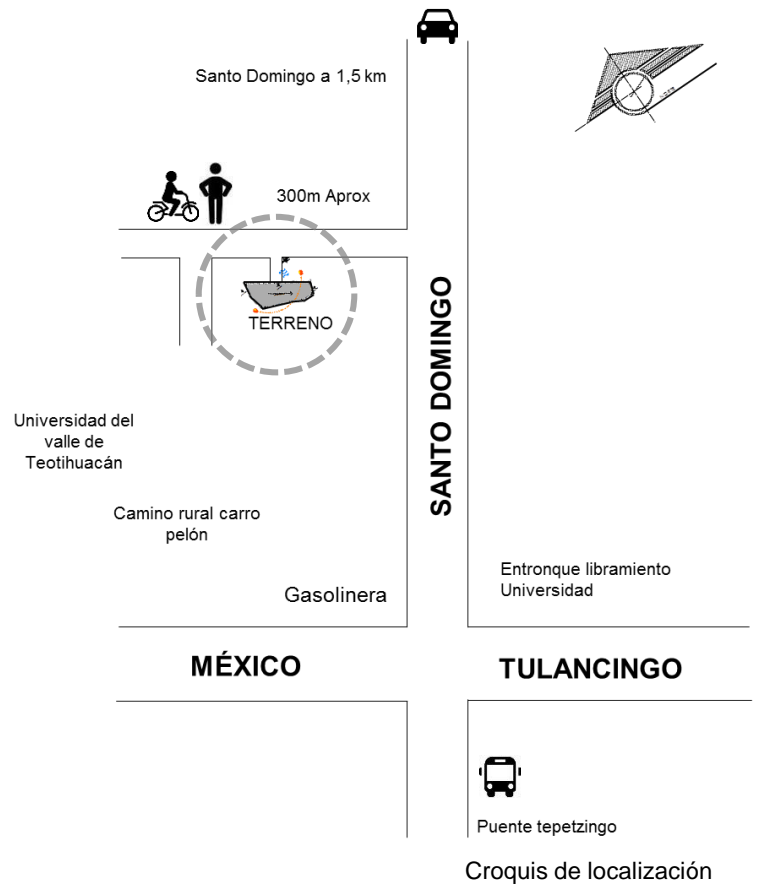 Santo Domingo a 1,5 km
300m Aprox
TERRENO
SANTO DOMINGO
Universidad del
valle de
Teotihuacán
Camino rural carro
pelón
Gasolinera
Entronque libramiento
Universidad
MÉXICO
TULANCINGO
Puente tepetzingo
Croquis de localización